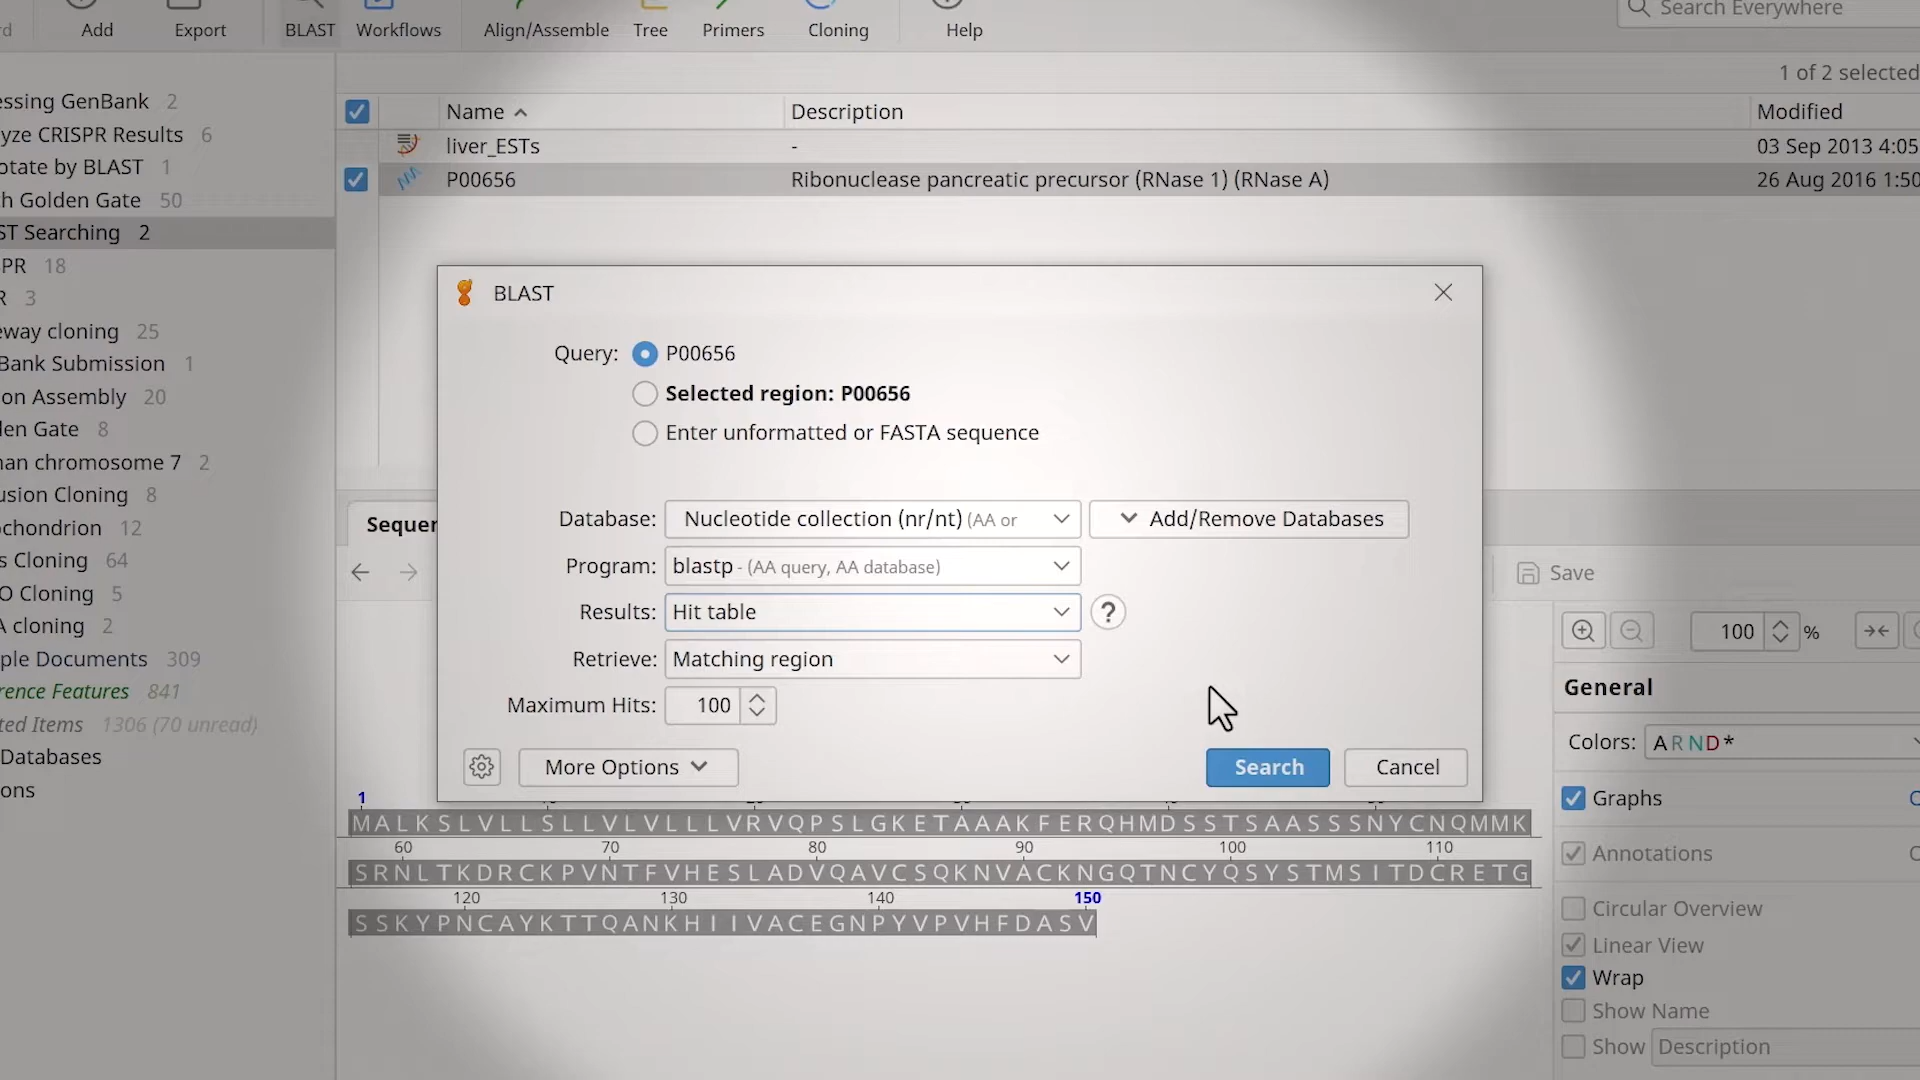 Add Export BLAST Workflows Align/Assemble Tree Primers Cloning Help Search Everywhere
1 of 2 selected
Name Description Modified
liver_ESTs - 03 Sep 2013 4:05
P00656 Ribonuclease pancreatic precursor (RNase 1) (RNase A) 26 Aug 2016 1:50
essing GenBank 2
yze CRISPR Results 6
otate by BLAST 1
h Golden Gate 50
ST Searching 2
PR 18
R 3
eway cloning 25
Bank Submission 1
on Assembly 20
len Gate 8
nan chromosome 7 2
usion Cloning 8
ochondrion 12
s Cloning 64
O Cloning 5
A cloning 2
ple Documents 309
rence Features 841
ted Items 1306 (70 unread)
Databases
ons
BLAST
Query: P00656
Selected region: P00656
Enter unformatted or FASTA sequence
Database: Nucleotide collection (nr/nt) (AA or Add/Remove Databases
Program: blastp - (AA query, AA database)
Results: Hit table ?
Retrieve: Matching region
Maximum Hits: 100
More Options Search Cancel
Sequer
Save
100 %
General
Colors: ARND*
Graphs
Annotations
Circular Overview
Linear View
Wrap
Show Name
Show Description
1
MALKSLVLLSLLVLVLLLVRVQPSLGKETAAAKFERQHMDSSTSAASSSNYCNQMMK
60 70 80 90 100 110
SRNLTKDRCKPVNTFVHESLADVQAVCSQKNVACKNGQTNCYQSYSTMSITDCRETG
120 130 140 150
SSKYPNCAYKTTQANKHIIVACEGNPYVPVHFDASV